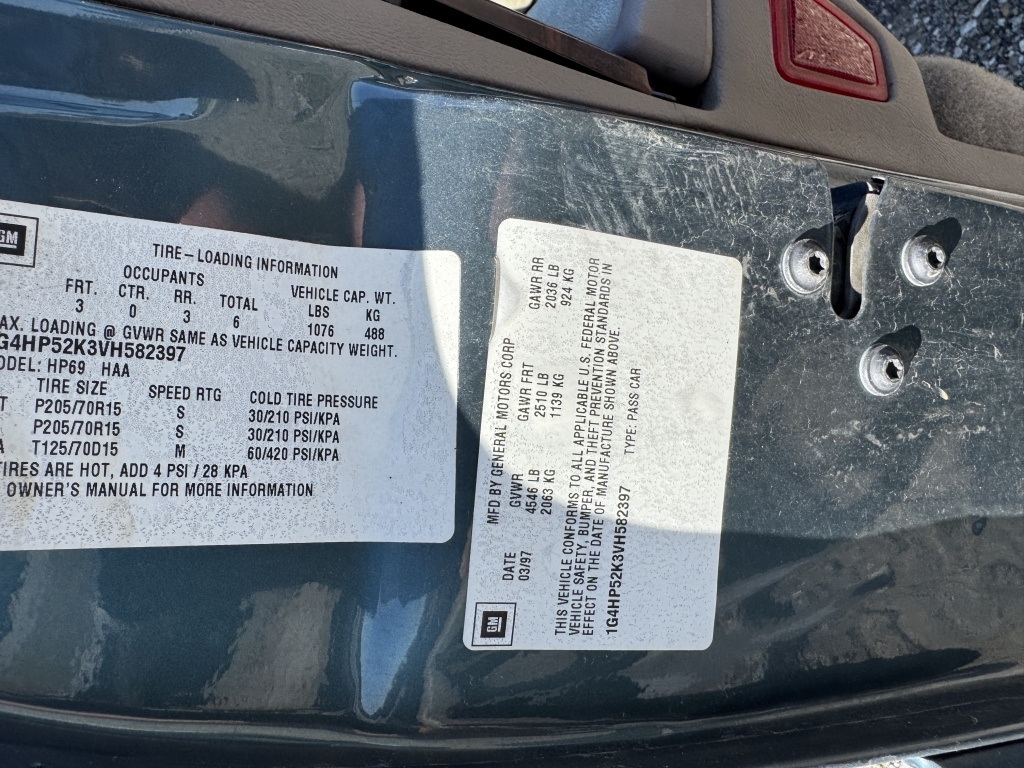 GM
TIRE-LOADING INFORMATION
OCCUPANTS
VEHICLE CAP. WT.
FRT. CTR. RR. TOTAL LBS KG
3 0 3 6 1076 488
AX. LOADING @ GVWR SAME AS VEHICLE CAPACITY WEIGHT.
G4HP52K3VH582397
ODEL: HP69 HAA
TIRE SIZE SPEED RTG COLD TIRE PRESSURE
T P205/70R15 S 30/210 PSI/KPA
P205/70R15 S 30/210 PSI/KPA
A T125/70D15 M 60/420 PSI/KPA
TIRES ARE HOT, ADD 4 PSI / 28 KPA
OWNER'S MANUAL FOR MORE INFORMATION
GM
MFD BY GENERAL MOTORS CORP
DATE GVWR GAWR FRT GAWR RR
03/97 4546 LB 2510 LB 2036 LB
2063 KG 1139 KG 924 KG
THIS VEHICLE CONFORMS TO ALL APPLICABLE U.S. FEDERAL MOTOR
VEHICLE SAFETY, BUMPER, AND THEFT PREVENTION STANDARDS IN
EFFECT ON THE DATE OF MANUFACTURE SHOWN ABOVE.
1G4HP52K3VH582397 TYPE: PASS CAR